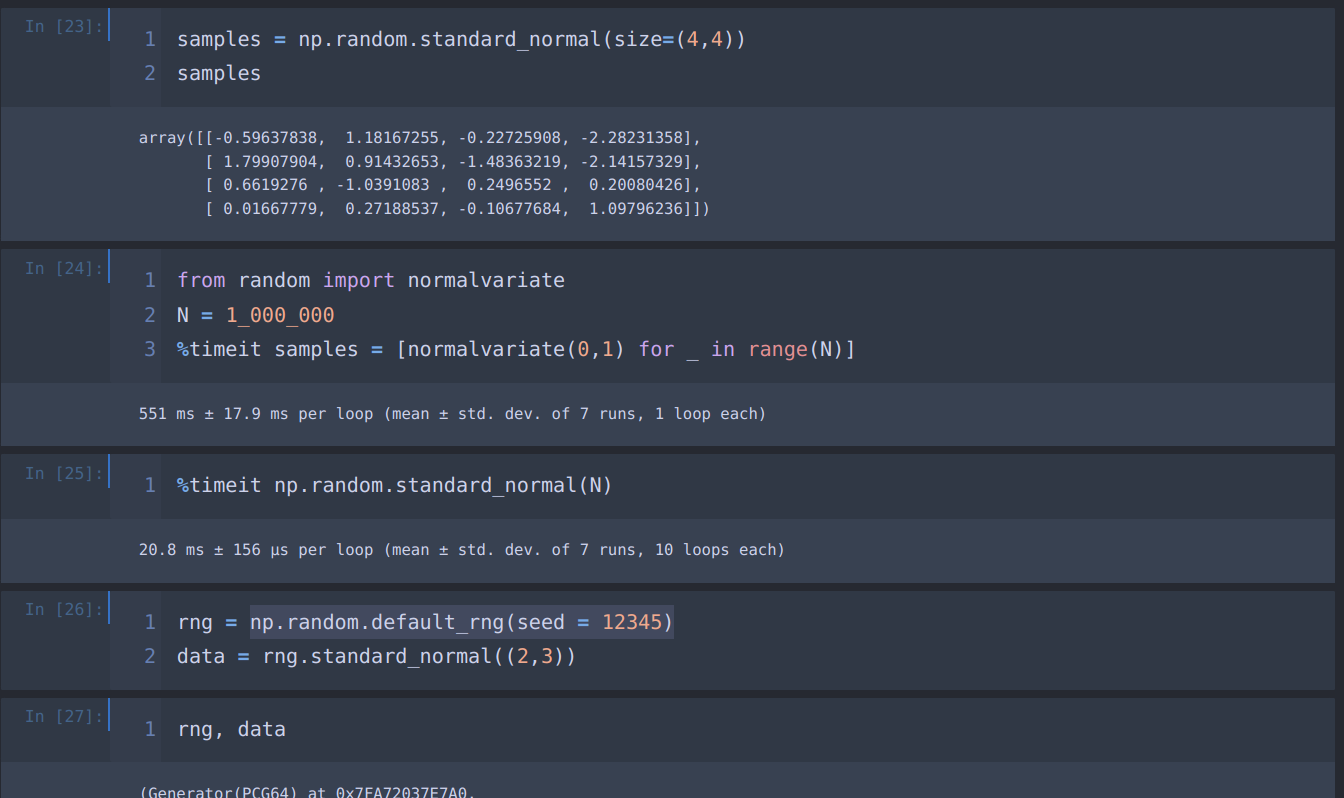 In [23]:
1 samples = np.random.standard_normal(size=(4,4))
2 samples
array([[-0.59637838,  1.18167255, -0.22725908, -2.28231358],
       [ 1.79907904,  0.91432653, -1.48363219, -2.14157329],
       [ 0.6619276 , -1.0391083 ,  0.2496552 ,  0.20080426],
       [ 0.01667779,  0.27188537, -0.10677684,  1.09796236]])
In [24]:
1 from random import normalvariate
2 N = 1_000_000
3 %timeit samples = [normalvariate(0,1) for _ in range(N)]
551 ms ± 17.9 ms per loop (mean ± std. dev. of 7 runs, 1 loop each)
In [25]:
1 %timeit np.random.standard_normal(N)
20.8 ms ± 156 µs per loop (mean ± std. dev. of 7 runs, 10 loops each)
In [26]:
1 rng = np.random.default_rng(seed = 12345)
2 data = rng.standard_normal((2,3))
In [27]:
1 rng, data
(Generator(PCG64) at 0x7FA72037E7A0,